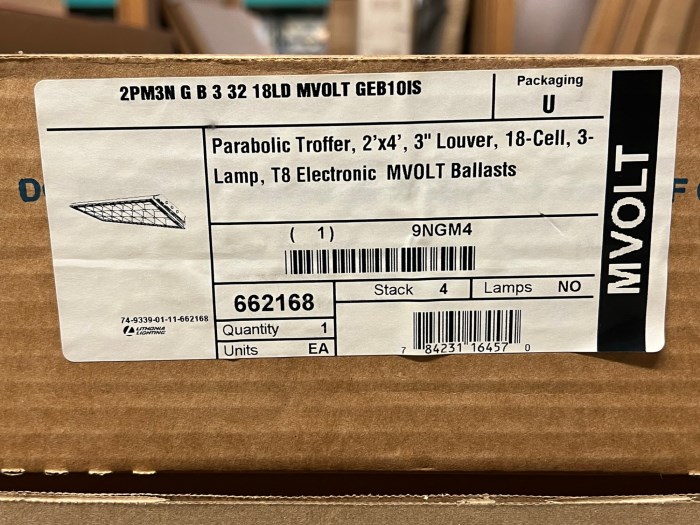 2PM3N G B 3 32 18LD MVOLT GEB10IS
Packaging
U
Parabolic Troffer, 2'x4', 3" Louver, 18-Cell, 3-
Lamp, T8 Electronic MVOLT Ballasts
MVOLT
( 1) 9NGM4
662168
Stack 4
Lamps NO
74-9339-01-11-662168
LITHONIA
LIGHTING
Quantity 1
Units EA
7 84231 16457 0